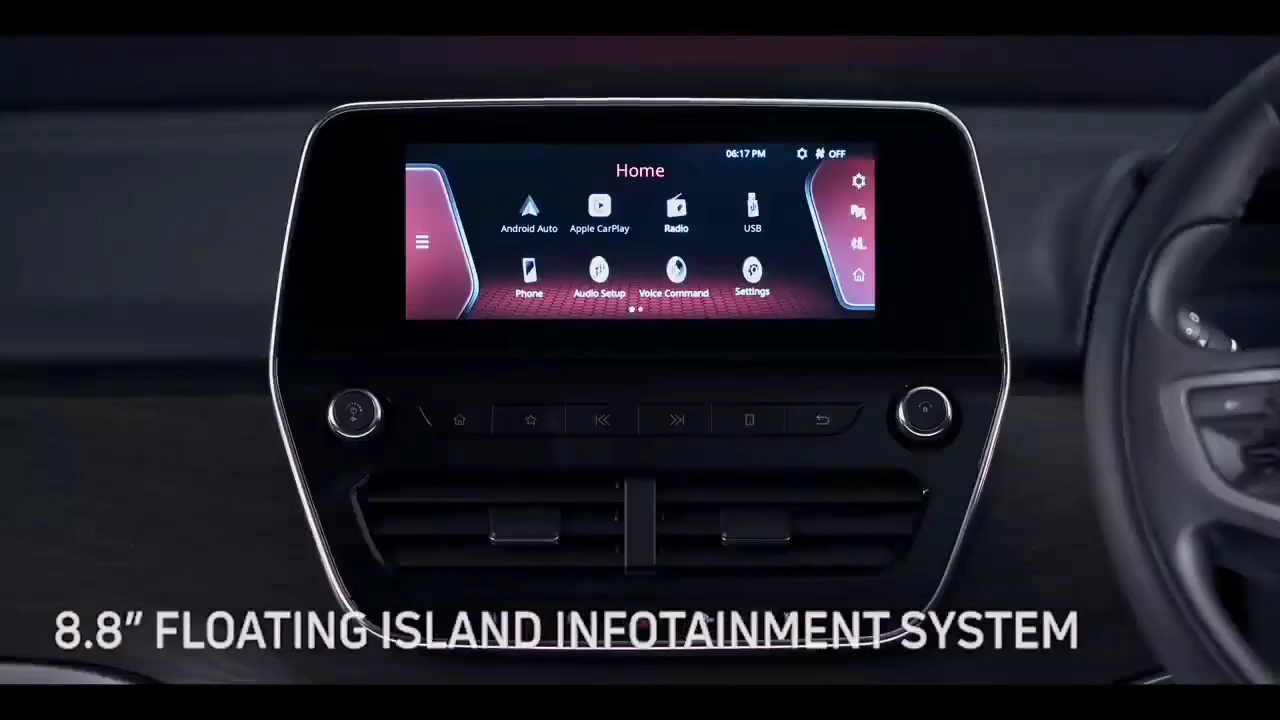 06:17 PM
OFF
Home
Android Auto
Apple CarPlay
Radio
USB
Phone
Audio Setup
Voice Command
Settings
8.8” FLOATING ISLAND INFOTAINMENT SYSTEM